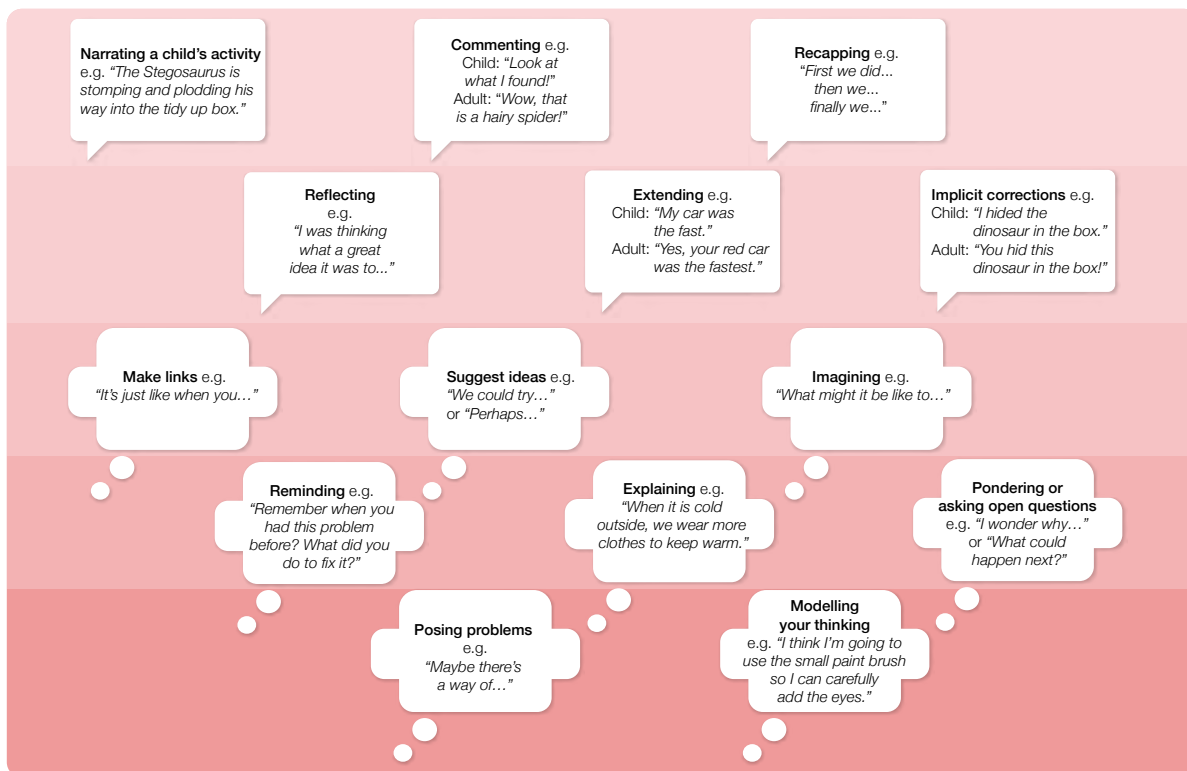 Narrating a child’s activity
e.g. “The Stegosaurus is
stomping and plodding his
way into the tidy up box.”
Commenting e.g.
Child: “Look at
what I found!”
Adult: “Wow, that
is a hairy spider!”
Recapping e.g.
“First we did...
then we...
finally we...”
Reflecting
e.g.
“I was thinking
what a great
idea it was to...”
Extending e.g.
Child: “My car was
the fast.”
Adult: “Yes, your red car
was the fastest.”
Implicit corrections e.g.
Child: “I hided the
dinosaur in the box.”
Adult: “You hid this
dinosaur in the box!”
Make links e.g.
“It’s just like when you…”
Suggest ideas e.g.
“We could try…”
or “Perhaps…”
Imagining e.g.
“What might it be like to…”
Reminding e.g.
“Remember when you
had this problem
before? What did you
do to fix it?”
Explaining e.g.
“When it is cold
outside, we wear more
clothes to keep warm.”
Pondering or
asking open questions
e.g. “I wonder why…”
or “What could
happen next?”
Posing problems
e.g.
“Maybe there’s
a way of…”
Modelling
your thinking
e.g. “I think I’m going to
use the small paint brush
so I can carefully
add the eyes.”